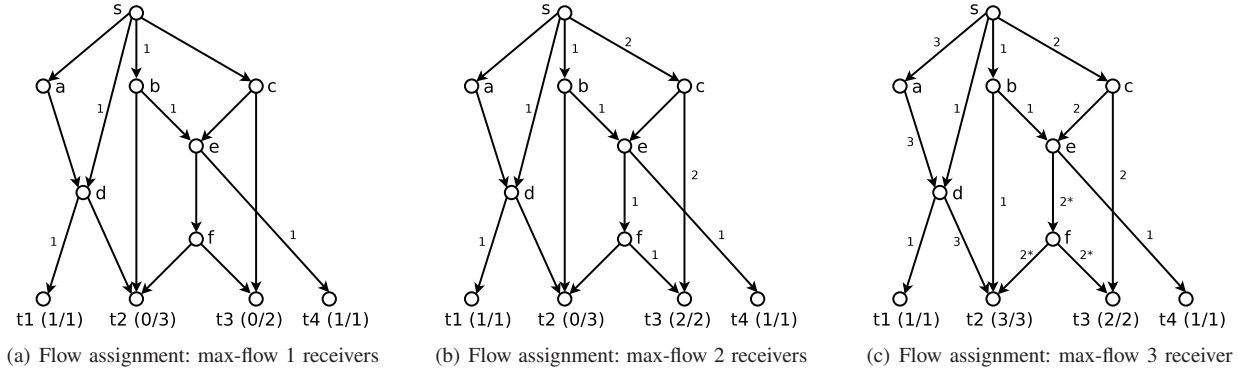 s
1
a
b
c
1
1
e
d
f
1
1
t1 (1/1)
t2 (0/3)
t3 (0/2)
t4 (1/1)
(a) Flow assignment: max-flow 1 receivers
s
1
2
a
b
c
1
1
e
2
d
1
f
1
1
1
t1 (1/1)
t2 (0/3)
t3 (2/2)
t4 (1/1)
(b) Flow assignment: max-flow 2 receivers
s
3
1
2
a
b
c
1
1
2
3
e
2
d
1
2*
f
1
3
1
2*
2*
t1 (1/1)
t2 (3/3)
t3 (2/2)
t4 (1/1)
(c) Flow assignment: max-flow 3 receiver